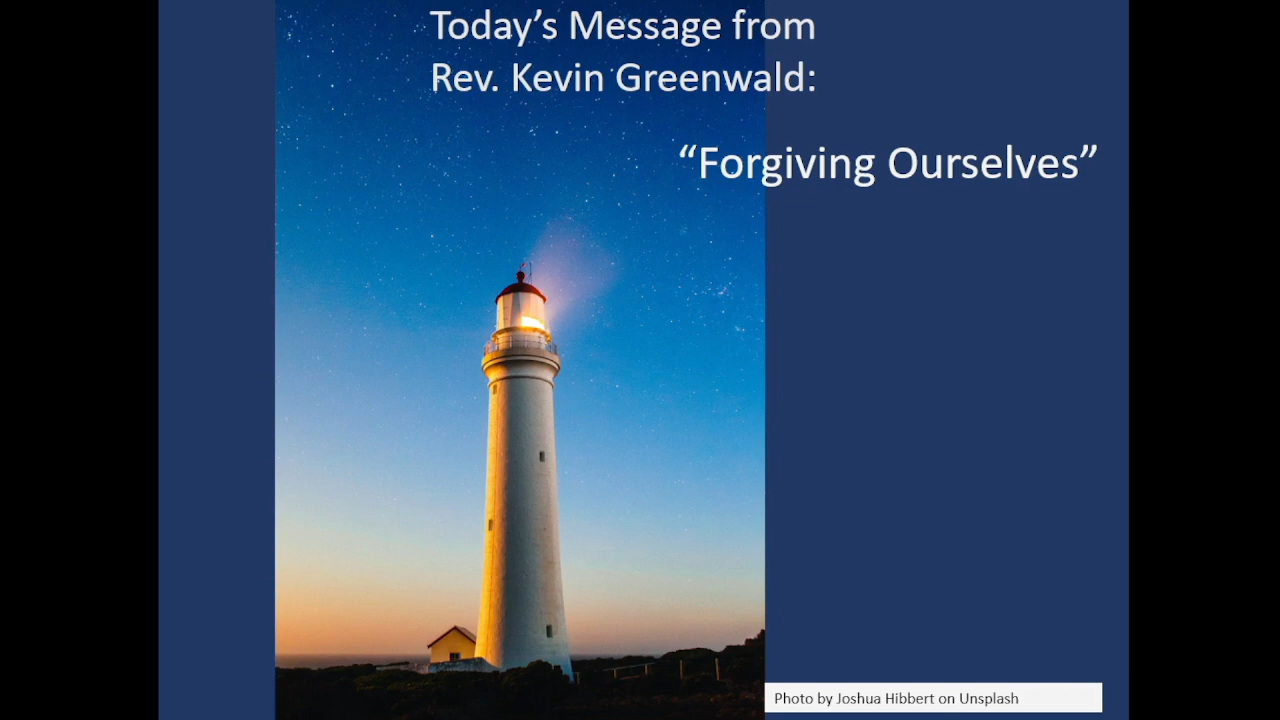 Today’s Message from
Rev. Kevin Greenwald:
“Forgiving Ourselves”
Photo by Joshua Hibbert on Unsplash